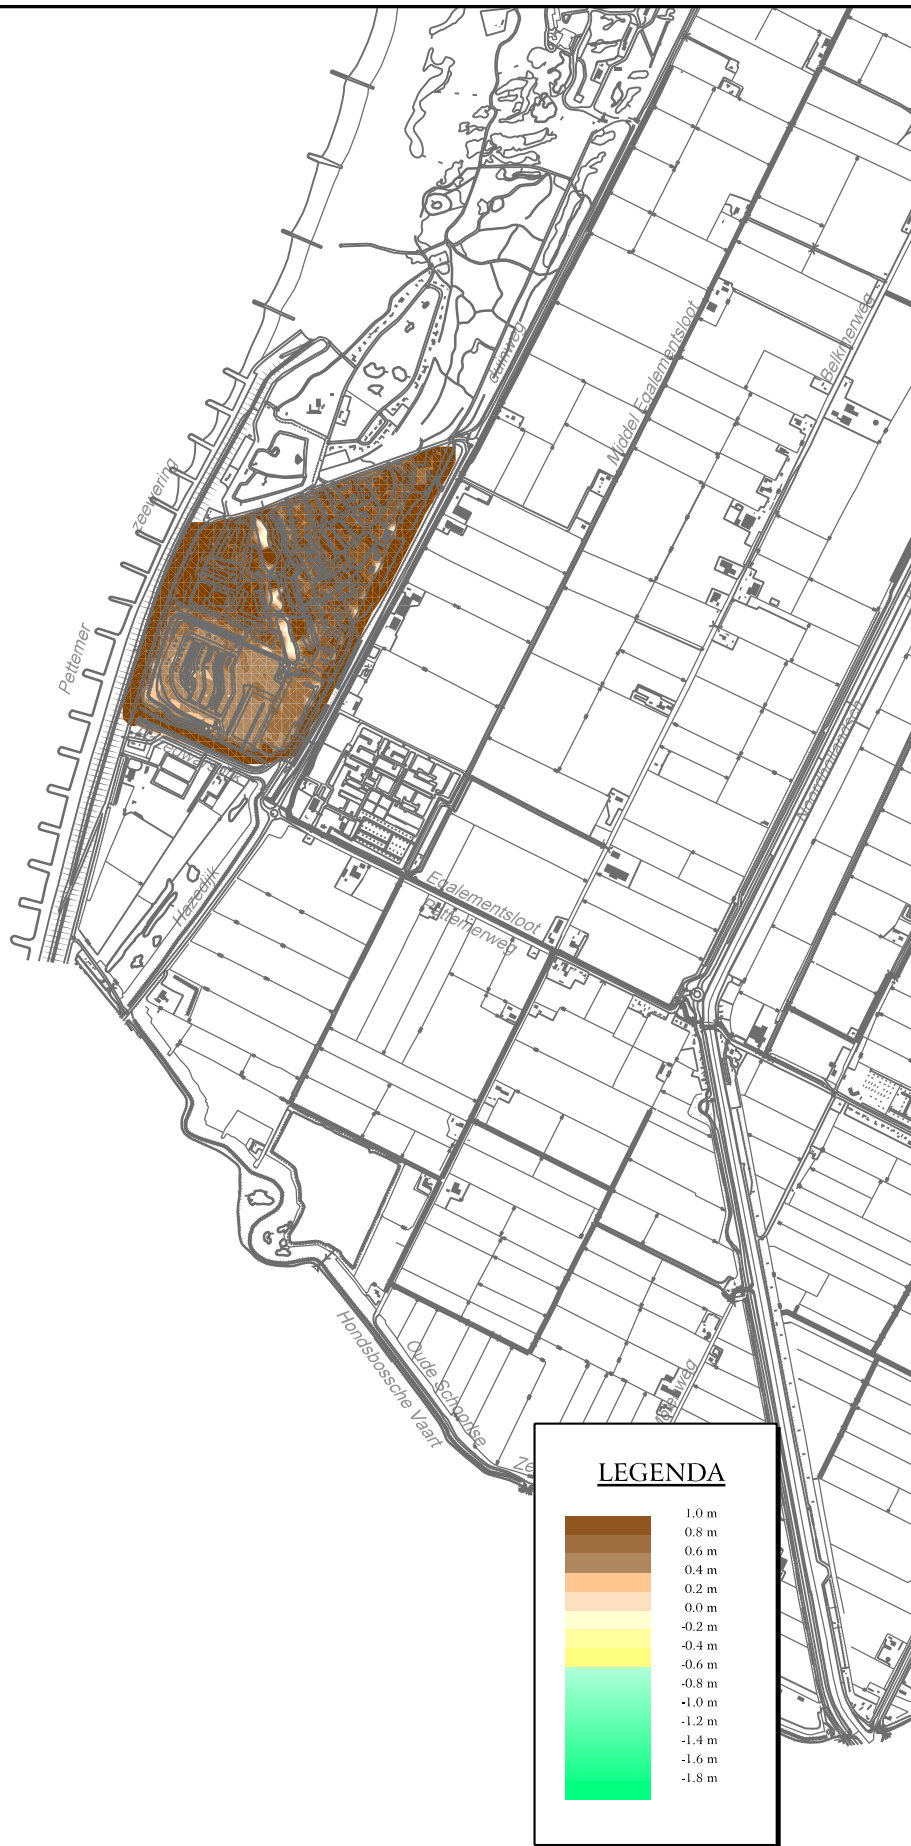 duinweg
Middel Egalementsloot
Belkmerweg
zeewering
Pettemer
Noordhollandsch
Hazedijk
Egalementsloot
Pettemerweg
Hondsbossche Vaart
Oude Schoorlse
Ze
LEGENDA
1.0 m
0.8 m
0.6 m
0.4 m
0.2 m
0.0 m
-0.2 m
-0.4 m
-0.6 m
-0.8 m
-1.0 m
-1.2 m
-1.4 m
-1.6 m
-1.8 m